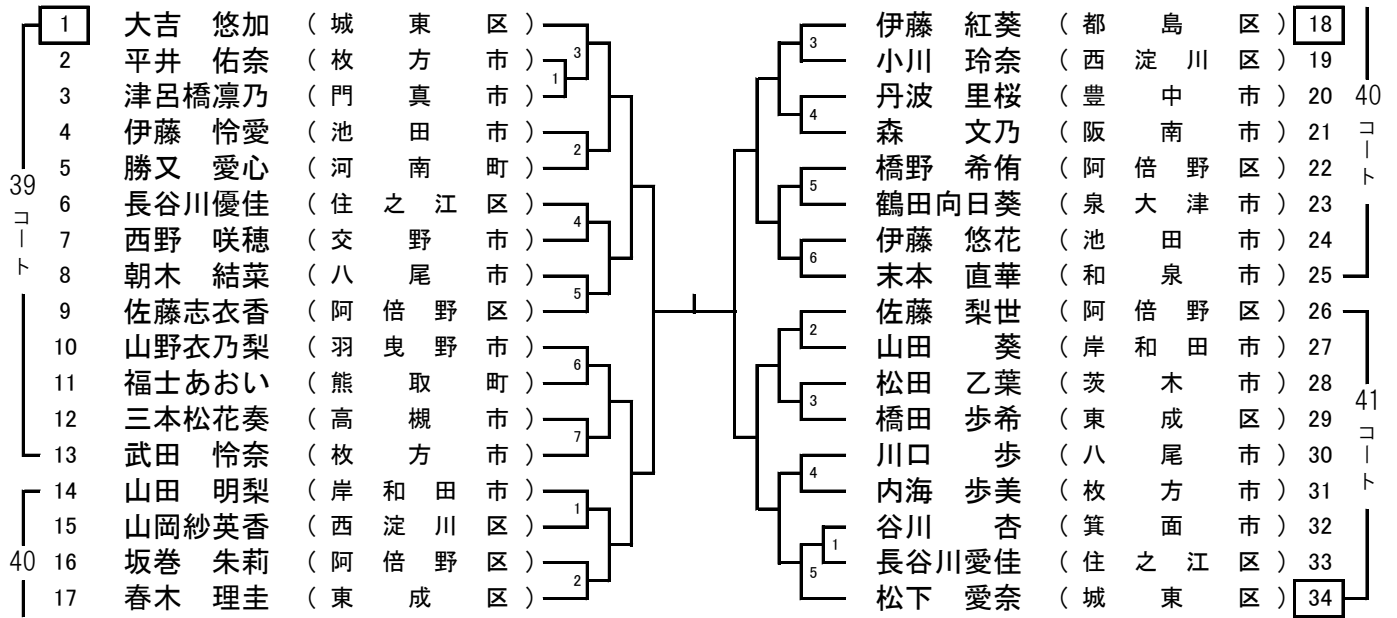 1 大吉 悠加 ( 城 東 区 )
2 平井 佑奈 ( 枚 方 市 )
3 津呂橋凛乃 ( 門 真 市 )
4 伊藤 怜愛 ( 池 田 市 )
5 勝又 愛心 ( 河 南 町 )
6 長谷川優佳 ( 住 之 江 区 )
7 西野 咲穂 ( 交 野 市 )
8 朝木 結菜 ( 八 尾 市 )
9 佐藤志衣香 ( 阿 倍 野 区 )
10 山野衣乃梨 ( 羽 曳 野 市 )
11 福士あおい ( 熊 取 町 )
12 三本松花奏 ( 高 槻 市 )
13 武田 怜奈 ( 枚 方 市 )
14 山田 明梨 ( 岸 和 田 市 )
15 山岡紗英香 ( 西 淀 川 区 )
16 坂巻 朱莉 ( 阿 倍 野 区 )
17 春木 理圭 ( 東 成 区 )
39 コート
40
3
1
2
4
5
6
7
1
2
伊藤 紅葵 ( 都 島 区 ) 18
小川 玲奈 ( 西 淀 川 区 ) 19
丹波 里桜 ( 豊 中 市 ) 20
森 文乃 ( 阪 南 市 ) 21
橋野 希侑 ( 阿 倍 野 区 ) 22
鶴田向日葵 ( 泉 大 津 市 ) 23
伊藤 悠花 ( 池 田 市 ) 24
末本 直華 ( 和 泉 市 ) 25
佐藤 梨世 ( 阿 倍 野 区 ) 26
山田 葵 ( 岸 和 田 市 ) 27
松田 乙葉 ( 茨 木 市 ) 28
橋田 歩希 ( 東 成 区 ) 29
川口 歩 ( 八 尾 市 ) 30
内海 歩美 ( 枚 方 市 ) 31
谷川 杏 ( 箕 面 市 ) 32
長谷川愛佳 ( 住 之 江 区 ) 33
松下 愛奈 ( 城 東 区 ) 34
3
4
5
6
2
3
4
1
5
40 コート
41 コート